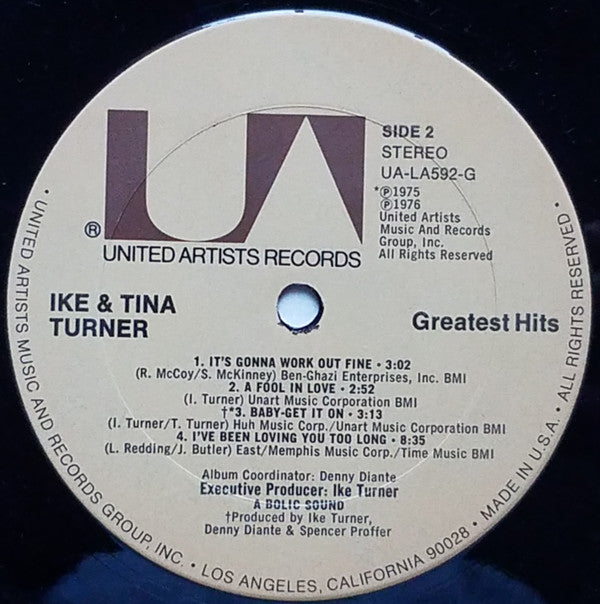 UA
®
UNITED ARTISTS RECORDS
SIDE 2
STEREO
UA-LA592-G
*Ⓟ1975
Ⓟ1976
United Artists
Music And Records
Group, Inc.
All Rights Reserved
IKE & TINA
TURNER
Greatest Hits
1. IT'S GONNA WORK OUT FINE • 3:02
(R. McCoy/S. McKinney) Ben-Ghazi Enterprises, Inc. BMI
2. A FOOL IN LOVE • 2:52
(I. Turner) Unart Music Corporation BMI
†*3. BABY-GET IT ON • 3:13
(I. Turner/T. Turner) Huh Music Corp./Unart Music Corporation BMI
4. I'VE BEEN LOVING YOU TOO LONG • 8:35
(L. Redding/J. Butler) East/Memphis Music Corp./Time Music BMI
Album Coordinator: Denny Diante
Executive Producer: Ike Turner
A BOLIC SOUND
†Produced by Ike Turner,
Denny Diante & Spencer Proffer
• UNITED ARTISTS MUSIC AND RECORDS GROUP, INC. • LOS ANGELES, CALIFORNIA 90028 • MADE IN U.S.A. • ALL RIGHTS RESERVED •